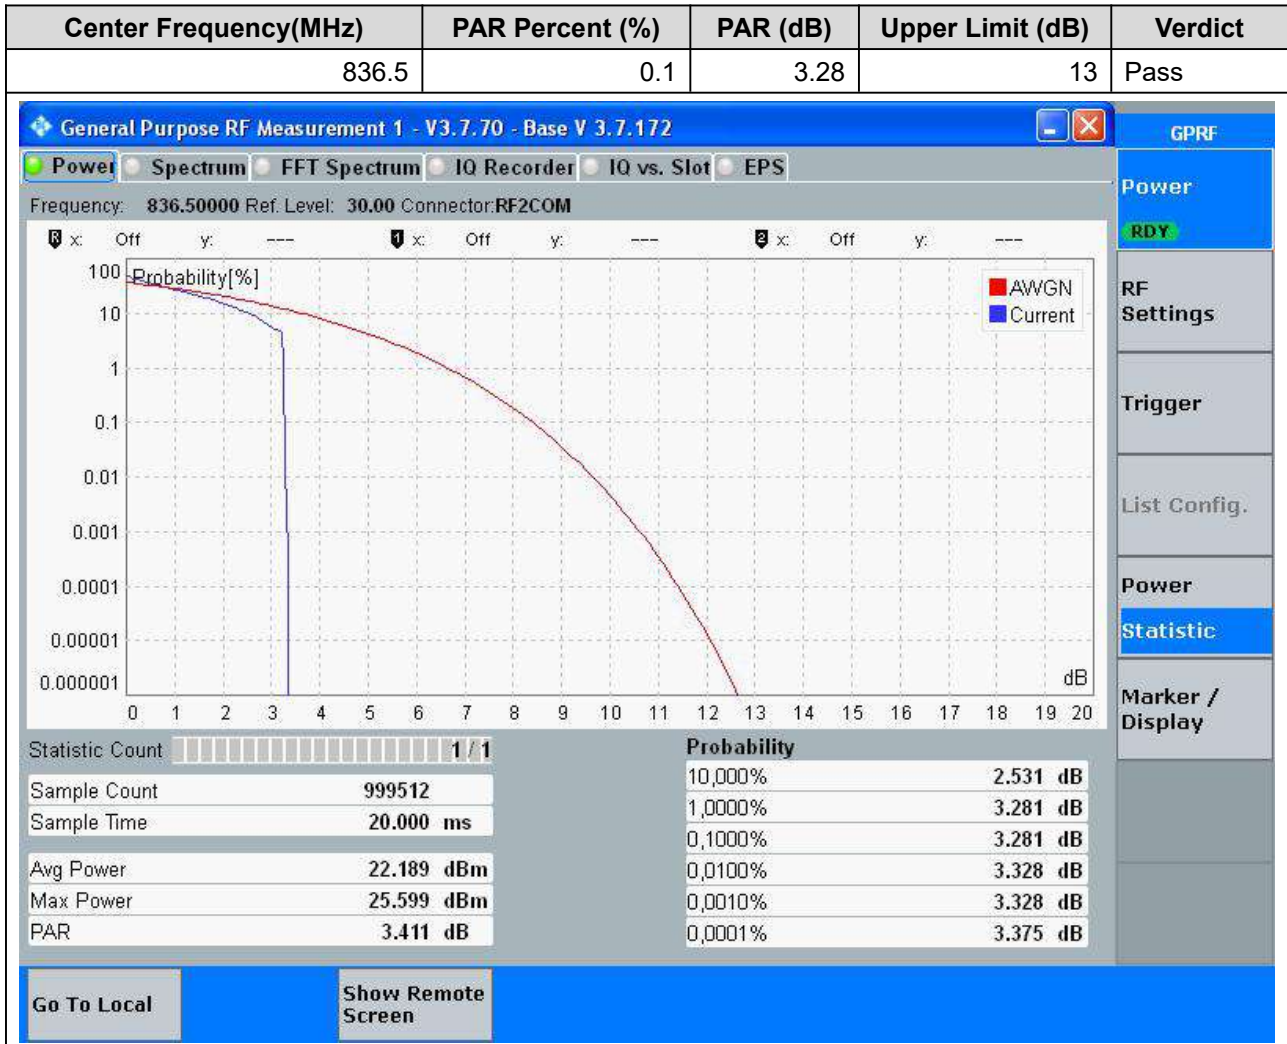 Center Frequency(MHz) PAR Percent (%) PAR (dB) Upper Limit (dB) Verdict
836.5 0.1 3.28 13 Pass
General Purpose RF Measurement 1 - V3.7.70 - Base V 3.7.172
GPRF
Power Spectrum FFT Spectrum IQ Recorder IQ vs. Slot EPS
Power
RDY
Frequency: 836.50000 Ref. Level: 30.00 Connector:RF2COM
R x: Off y: --- 1 x: Off y: --- 2 x: Off y: ---
Probability[%]
AWGN
Current
100
10
1
0.1
0.01
0.001
0.0001
0.00001
0.000001
dB
0 1 2 3 4 5 6 7 8 9 10 11 12 13 14 15 16 17 18 19 20
RF
Settings
Trigger
List Config.
Power
Statistic
Marker /
Display
Statistic Count 1 / 1
Sample Count 999512
Sample Time 20.000 ms
Avg Power 22.189 dBm
Max Power 25.599 dBm
PAR 3.411 dB
Probability
10,000% 2.531 dB
1,0000% 3.281 dB
0,1000% 3.281 dB
0,0100% 3.328 dB
0,0010% 3.328 dB
0,0001% 3.375 dB
Go To Local
Show Remote
Screen